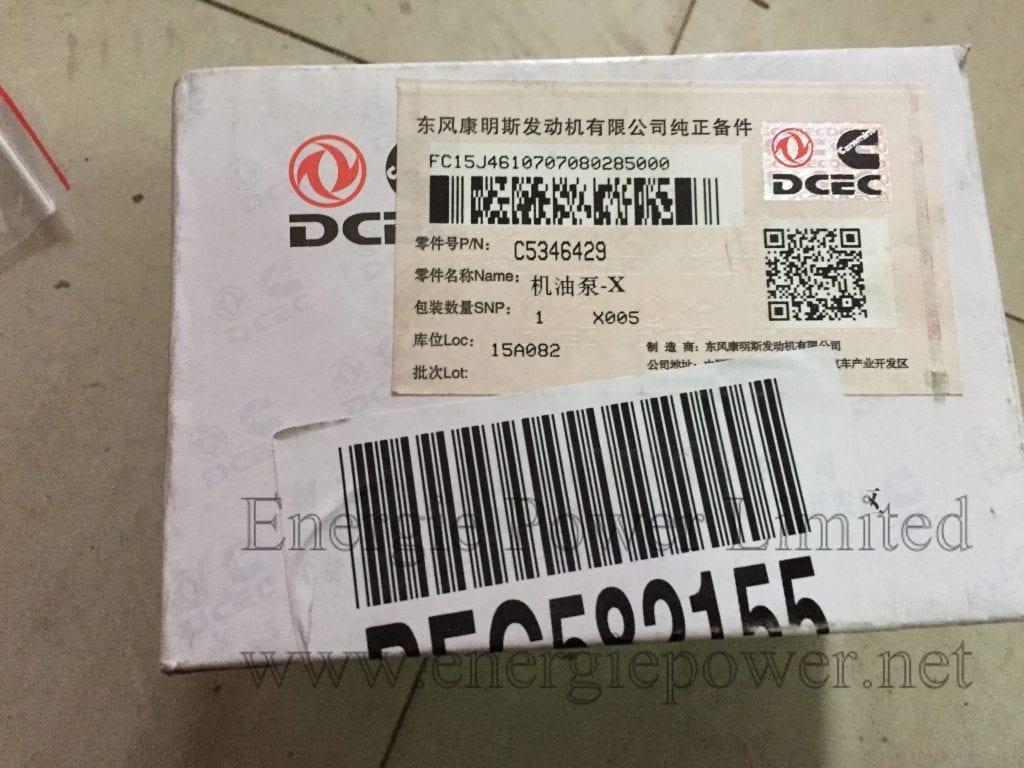 东风康明斯发动机有限公司纯正备件
FC15J4610707080285000
DCEC
DCEC
零件号P/N: C5346429
零件名称Name: 机油泵-X
包装数量SNP: 1 X005
库位Loc: 15A082
制 造 商: 东风康明斯发动机有限公司
批次Lot:
公司地址: 汽车产业开发区
Energie Power Limited
www.energiepower.net